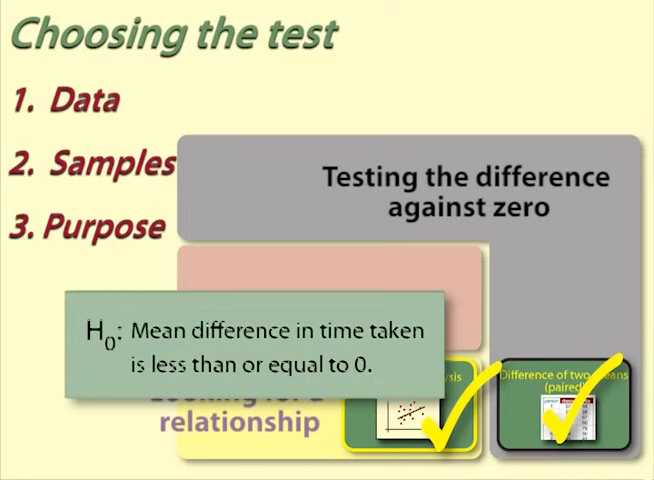 Choosing the test
1. Data
2. Samples
3. Purpose
Testing the difference
against zero
H0: Mean difference in time taken
is less than or equal to 0.
relationship
Difference of two means
(paired)